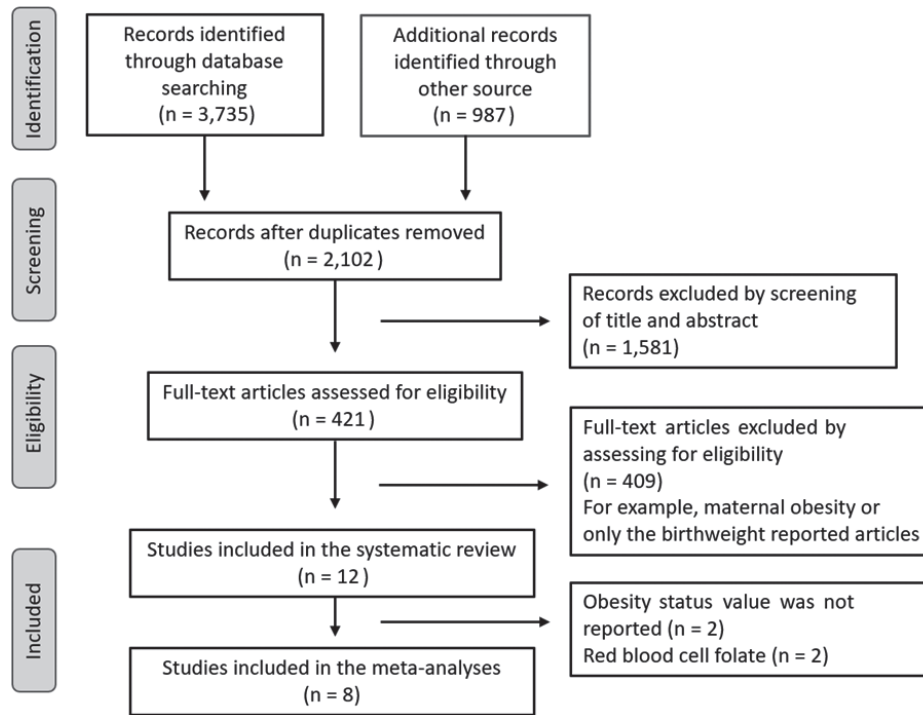 Identification
Records identified
through database
searching
(n = 3,735)
Additional records
identified through
other source
(n = 987)
Screening
Records after duplicates removed
(n = 2,102)
Records excluded by screening
of title and abstract
(n = 1,581)
Eligibility
Full-text articles assessed for eligibility
(n = 421)
Full-text articles excluded by
assessing for eligibility
(n = 409)
For example, maternal obesity or
only the birthweight reported articles
Included
Studies included in the systematic review
(n = 12)
Obesity status value was not
reported (n = 2)
Red blood cell folate (n = 2)
Studies included in the meta-analyses
(n = 8)